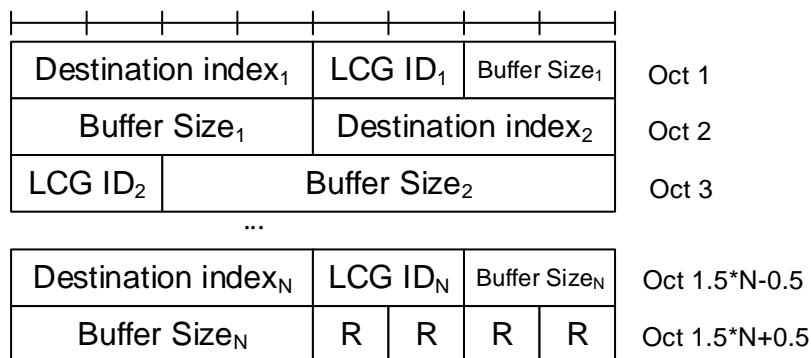 Destination index₁ LCG ID₁ Buffer Size₁ Oct 1
Buffer Size₁ Destination index₂ Oct 2
LCG ID₂ Buffer Size₂ Oct 3
...
Destination indexN LCG IDN Buffer SizeN Oct 1.5*N-0.5
Buffer SizeN R R R R Oct 1.5*N+0.5